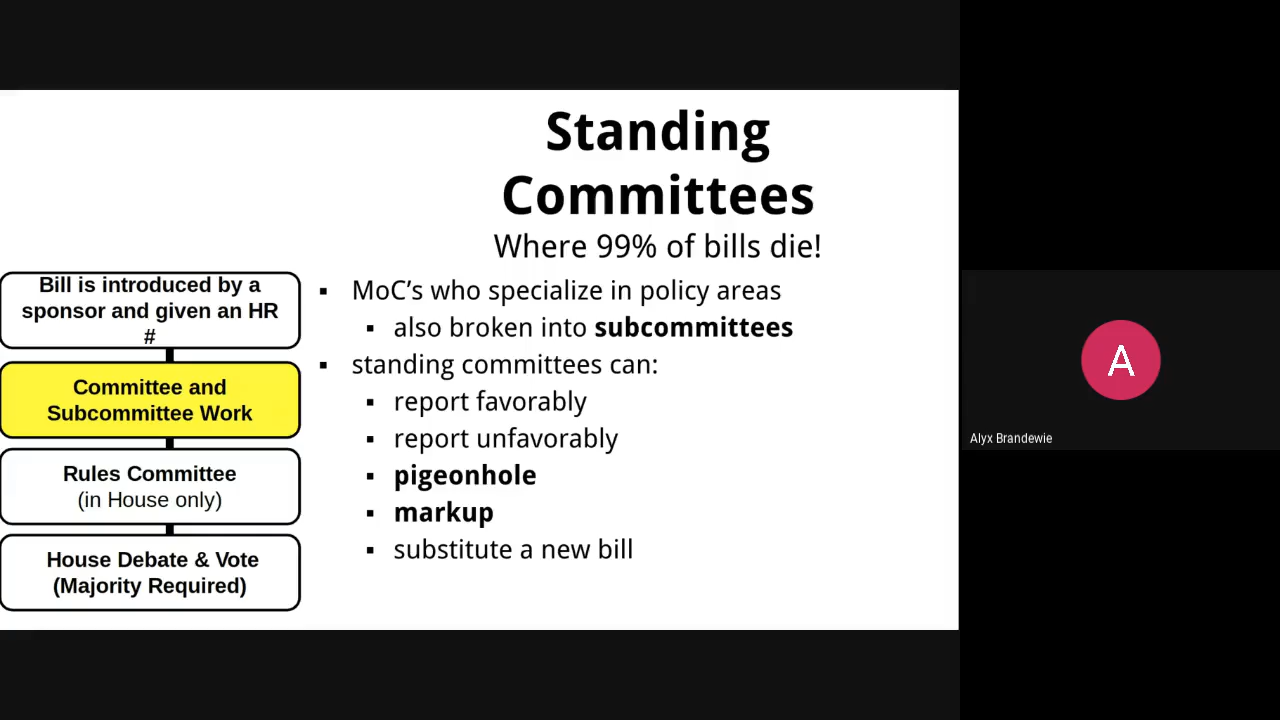 Standing
Committees
Where 99% of bills die!
Bill is introduced by a
sponsor and given an HR
#
Committee and
Subcommittee Work
Rules Committee
(in House only)
House Debate & Vote
(Majority Required)
▪ MoC’s who specialize in policy areas
▪ also broken into subcommittees
▪ standing committees can:
▪ report favorably
▪ report unfavorably
▪ pigeonhole
▪ markup
▪ substitute a new bill
A
Alyx Brandewie